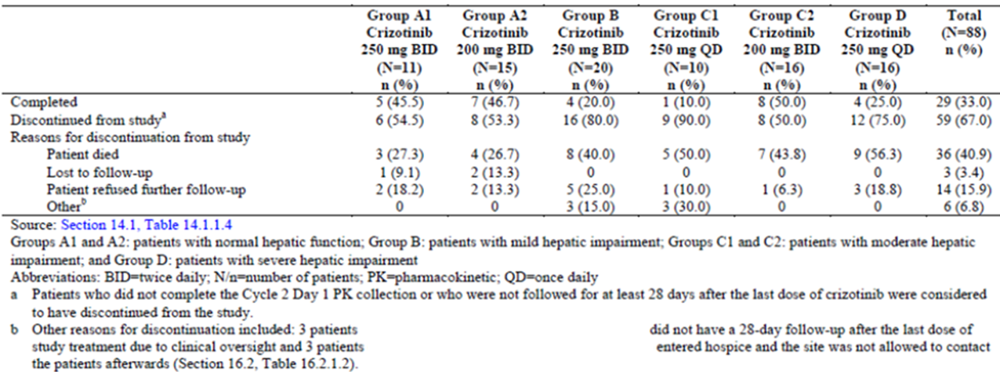 Group A1 Group A2 Group B Group C1 Group C2 Group D Total
Crizotinib Crizotinib Crizotinib Crizotinib Crizotinib Crizotinib (N=88)
250 mg BID 200 mg BID 250 mg BID 250 mg QD 200 mg BID 250 mg QD n (%)
(N=11) (N=15) (N=20) (N=10) (N=16) (N=16)
n (%) n (%) n (%) n (%) n (%) n (%)
Completed 5 (45.5) 7 (46.7) 4 (20.0) 1 (10.0) 8 (50.0) 4 (25.0) 29 (33.0)
Discontinued from studyª 6 (54.5) 8 (53.3) 16 (80.0) 9 (90.0) 8 (50.0) 12 (75.0) 59 (67.0)
Reasons for discontinuation from study
Patient died 3 (27.3) 4 (26.7) 8 (40.0) 5 (50.0) 7 (43.8) 9 (56.3) 36 (40.9)
Lost to follow-up 1 (9.1) 2 (13.3) 0 0 0 0 3 (3.4)
Patient refused further follow-up 2 (18.2) 2 (13.3) 5 (25.0) 1 (10.0) 1 (6.3) 3 (18.8) 14 (15.9)
Otherᵇ 0 0 3 (15.0) 3 (30.0) 0 0 6 (6.8)
Source: Section 14.1, Table 14.1.1.4
Groups A1 and A2: patients with normal hepatic function; Group B: patients with mild hepatic impairment; Groups C1 and C2: patients with moderate hepatic
impairment; and Group D: patients with severe hepatic impairment
Abbreviations: BID=twice daily; N/n=number of patients; PK=pharmacokinetic; QD=once daily
a Patients who did not complete the Cycle 2 Day 1 PK collection or who were not followed for at least 28 days after the last dose of crizotinib were considered
to have discontinued from the study.
b Other reasons for discontinuation included: 3 patients did not have a 28-day follow-up after the last dose of
study treatment due to clinical oversight and 3 patients entered hospice and the site was not allowed to contact
the patients afterwards (Section 16.2, Table 16.2.1.2).